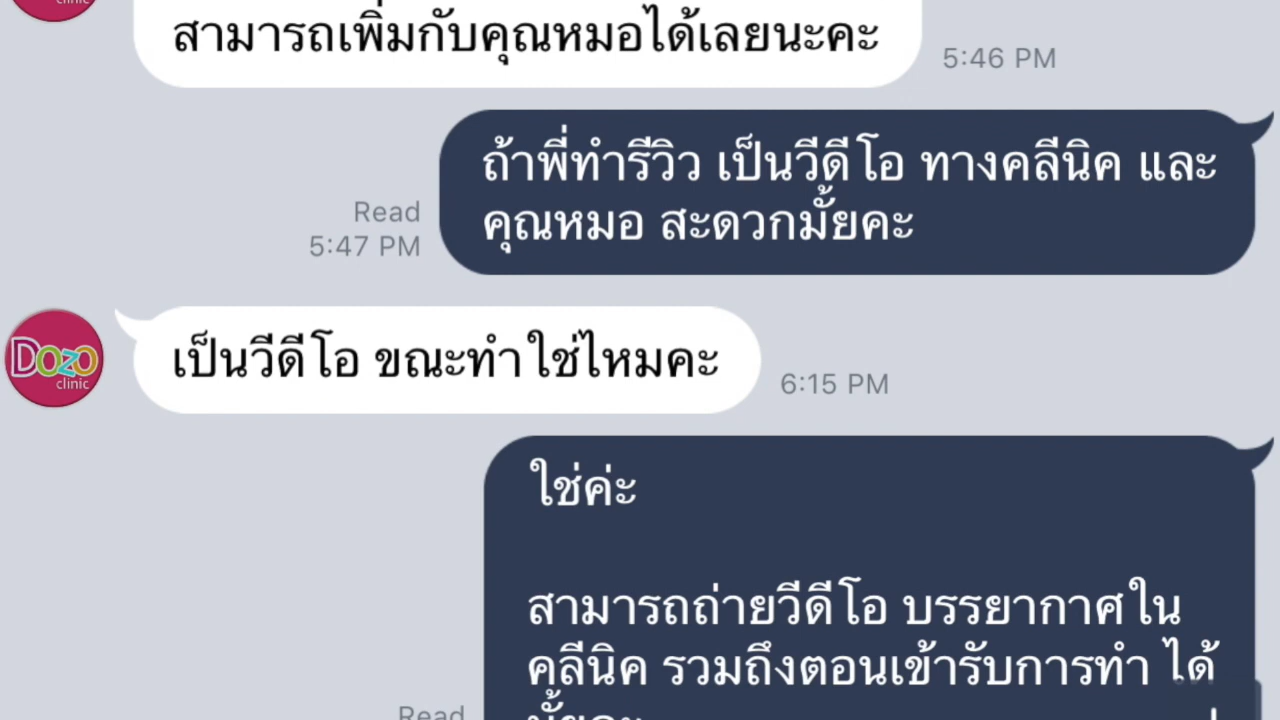 clinic
สามารถเพิ่มกับคุณหมอได้เลยนะคะ
5:46 PM
ถ้าพี่ทำรีวิว เป็นวีดีโอ ทางคลีนิค และ
คุณหมอ สะดวกมั้ยคะ
Read
5:47 PM
Dozo
clinic
เป็นวีดีโอ ขณะทำใช่ไหมคะ
6:15 PM
ใช่ค่ะ
สามารถถ่ายวีดีโอ บรรยากาศใน
คลีนิค รวมถึงตอนเข้ารับการทำ ได้
มั้ยคะ
Read